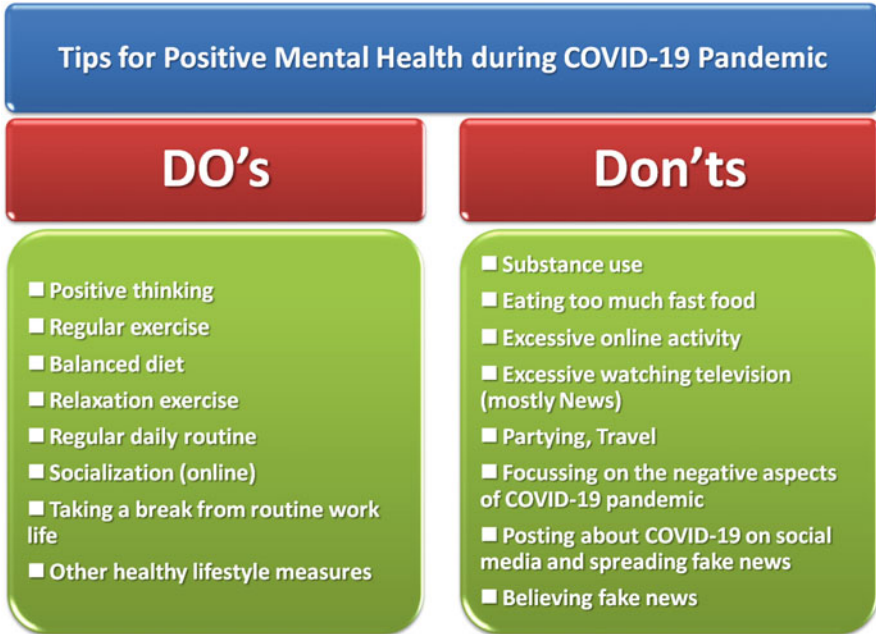 Tips for Positive Mental Health during COVID-19 Pandemic
DO’s
Positive thinking
Regular exercise
Balanced diet
Relaxation exercise
Regular daily routine
Socialization (online)
Taking a break from routine work
life
Other healthy lifestyle measures
Don’ts
Substance use
Eating too much fast food
Excessive online activity
Excessive watching television
(mostly News)
Partying, Travel
Focussing on the negative aspects
of COVID-19 pandemic
Posting about COVID-19 on social
media and spreading fake news
Believing fake news